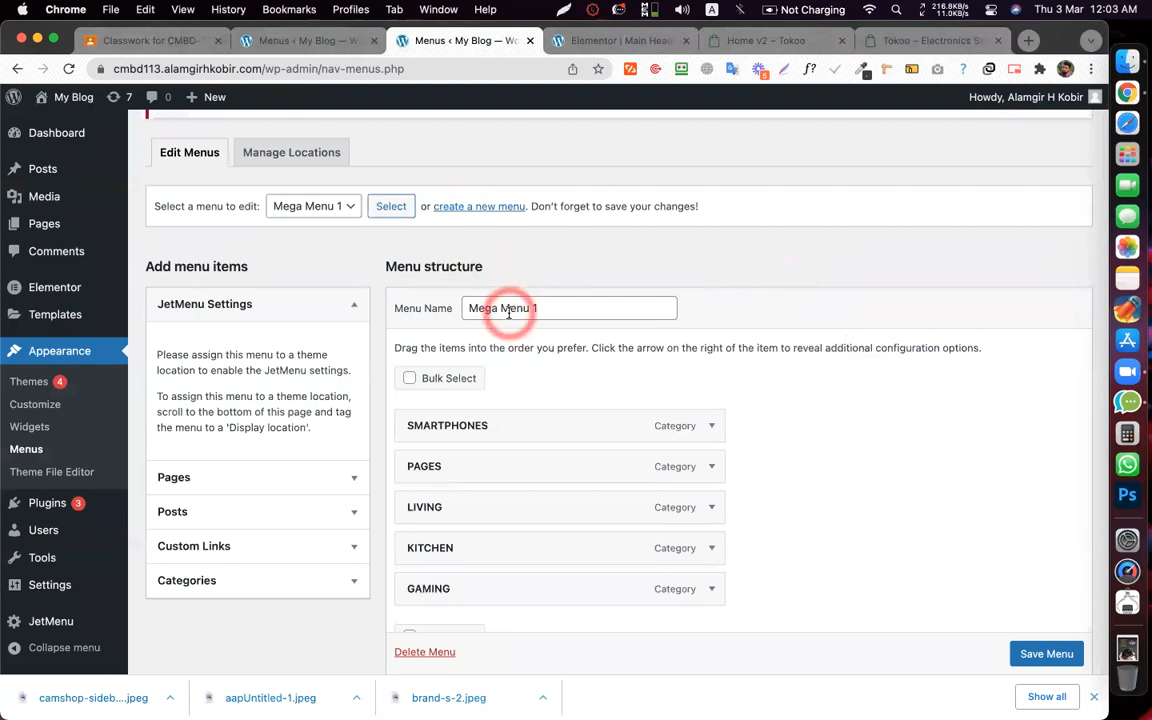 Chrome File Edit View History Bookmarks Profiles Tab Window Help
A Not Charging 216.8KB/s 11.0KB/s Thu 3 Mar 12:03 AM
Classwork for CMBD-
Menus ‹ My Blog — Wo
Menus ‹ My Blog — Wo
Elementor | Main Head
Home v2 – Tokoo
Tokoo – Electronics S
cmbd113.alamgirhkobir.com/wp-admin/nav-menus.php
My Blog 7 New
Howdy, Alamgir H Kobir
Dashboard
Posts
Media
Pages
Comments
Elementor
Templates
Appearance
Themes 4
Customize
Widgets
Menus
Theme File Editor
Plugins 3
Users
Tools
Settings
JetMenu
Collapse menu
Edit Menus
Manage Locations
Select a menu to edit: Mega Menu 1 Select or create a new menu. Don’t forget to save your changes!
Add menu items
JetMenu Settings
Please assign this menu to a theme
location to enable the JetMenu settings.
To assign this menu to a theme location,
scroll to the bottom of this page and tag
the menu to a 'Display location'.
Pages
Posts
Custom Links
Categories
Menu structure
Menu Name Mega Menu 1
Drag the items into the order you prefer. Click the arrow on the right of the item to reveal additional configuration options.
Bulk Select
SMARTPHONES Category
PAGES Category
LIVING Category
KITCHEN Category
GAMING Category
Delete Menu
Save Menu
camshop-sideb....jpeg
aapUntitled-1.jpeg
brand-s-2.jpeg
Show all